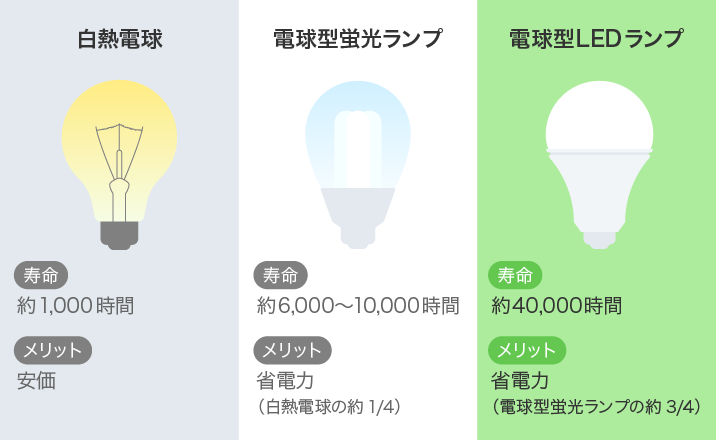 白熱電球
寿命
約1,000時間
メリット
安価
電球型蛍光ランプ
寿命
約6,000～10,000時間
メリット
省電力
（白熱電球の約1/4）
電球型LEDランプ
寿命
約40,000時間
メリット
省電力
（電球型蛍光ランプの約3/4）